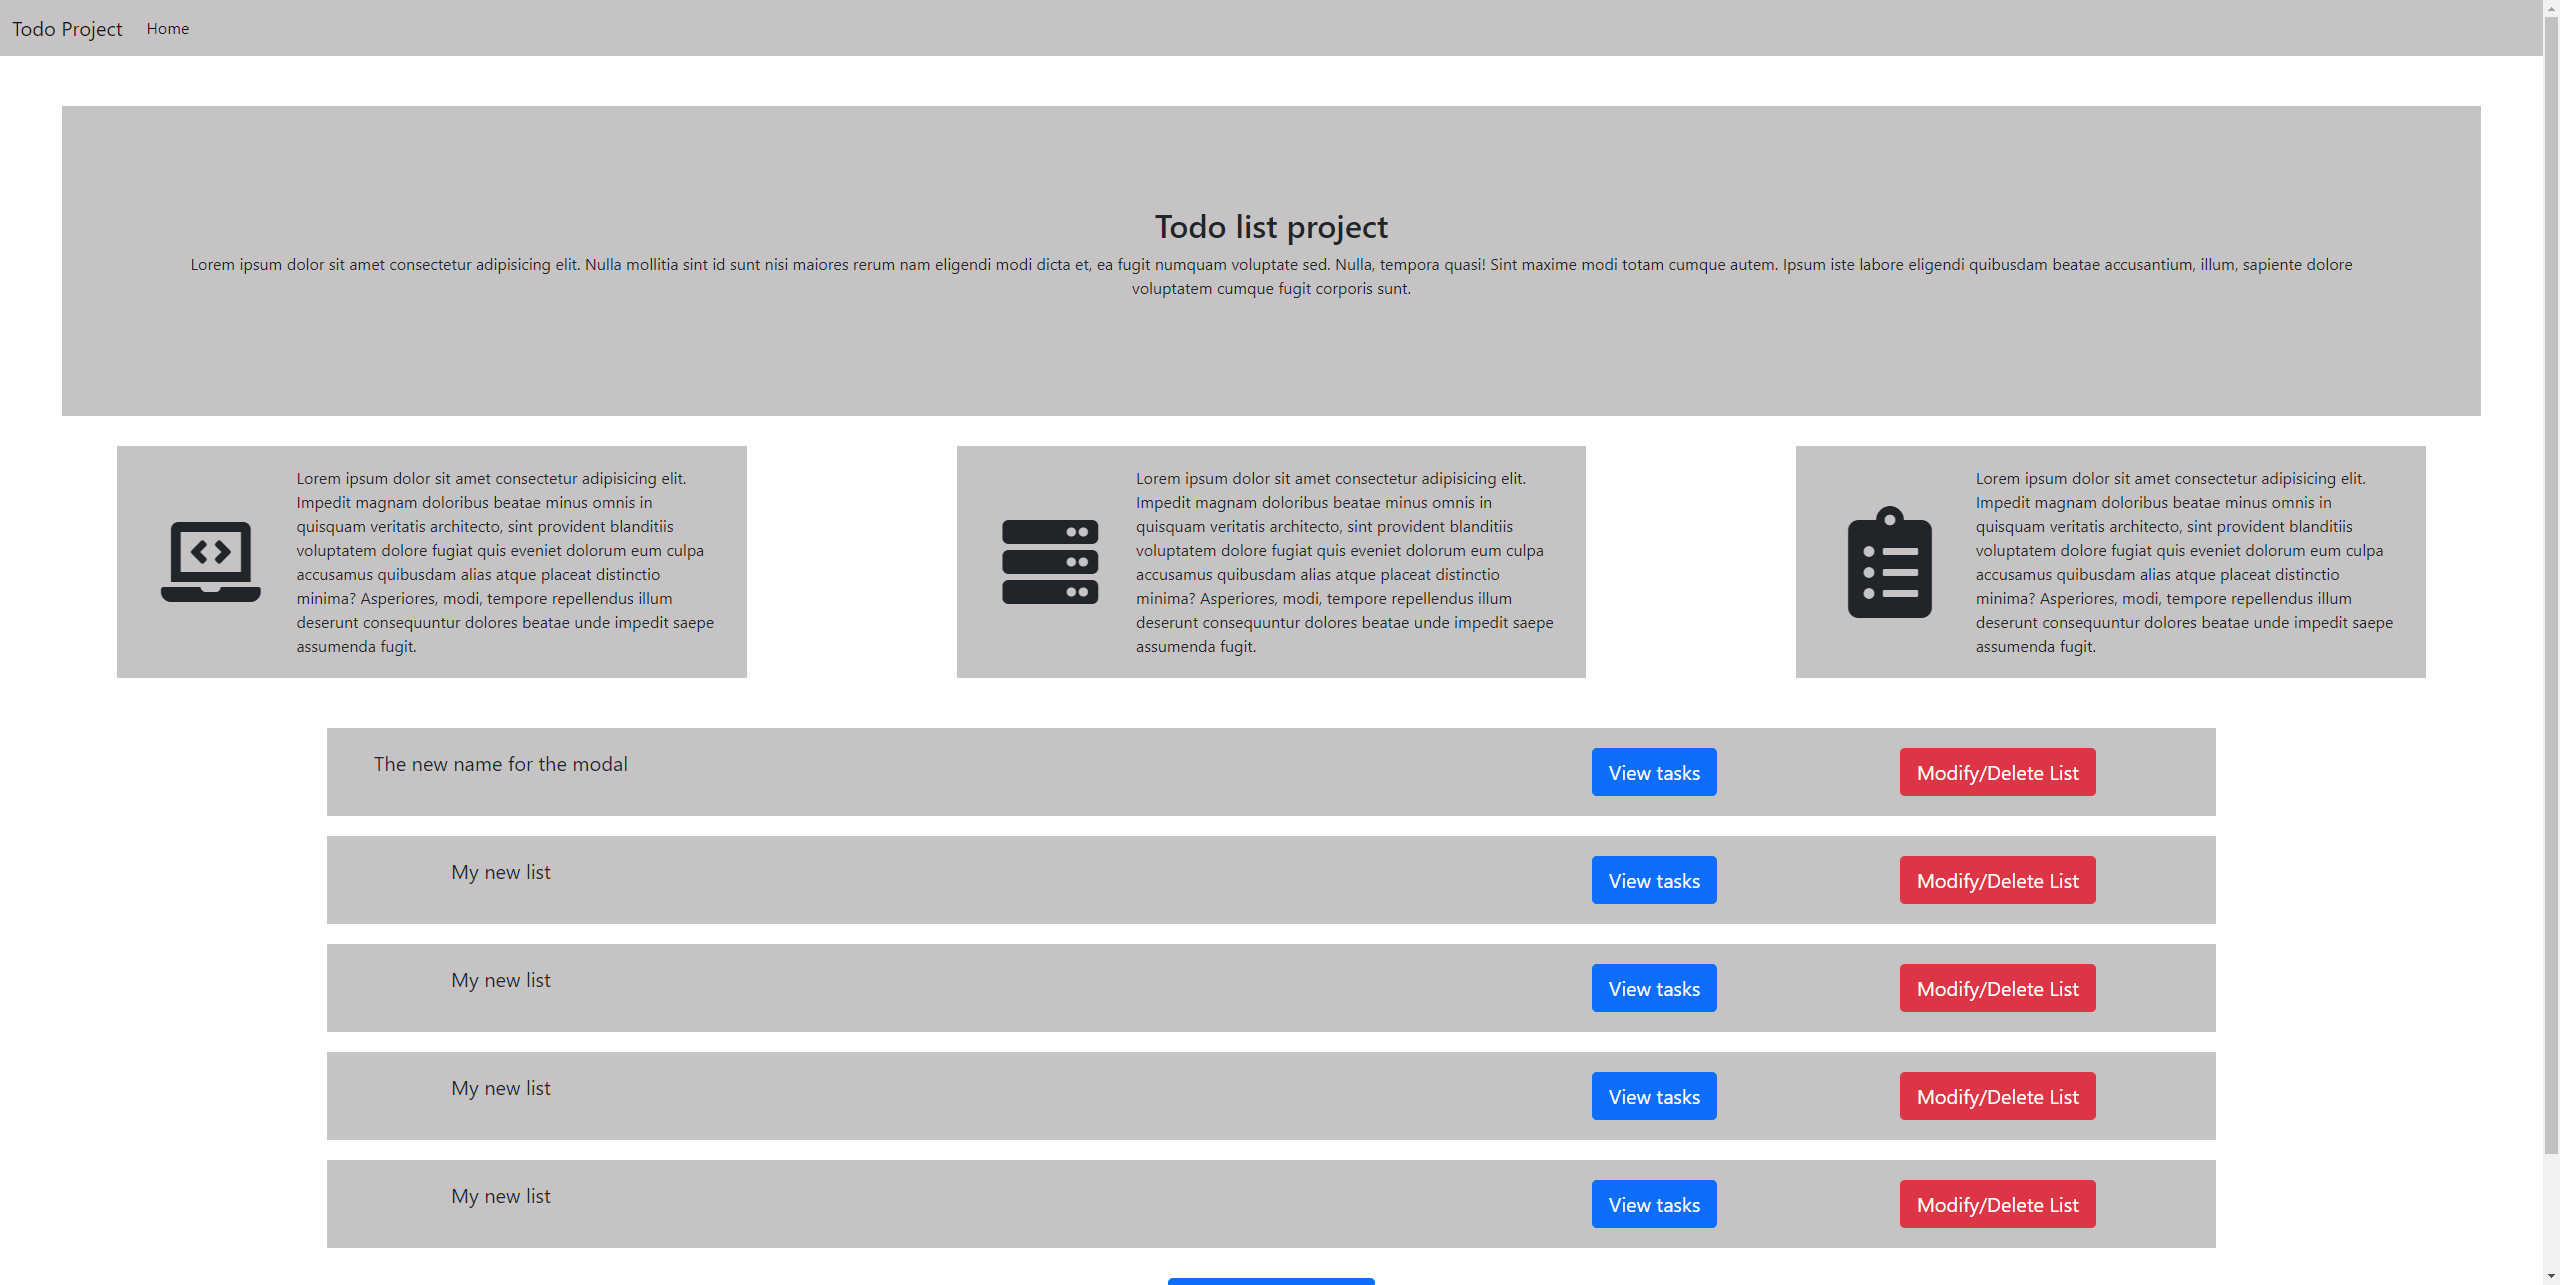 Todo Project Home
Todo list project
Lorem ipsum dolor sit amet consectetur adipisicing elit. Nulla mollitia sint id sunt nisi maiores rerum nam eligendi modi dicta et, ea fugit numquam voluptate sed. Nulla, tempora quasi! Sint maxime modi totam cumque autem. Ipsum iste labore eligendi quibusdam beatae accusantium, illum, sapiente dolore
voluptatem cumque fugit corporis sunt.
Lorem ipsum dolor sit amet consectetur adipisicing elit.
Impedit magnam doloribus beatae minus omnis in
quisquam veritatis architecto, sint provident blanditiis
voluptatem dolore fugiat quis eveniet dolorum eum culpa
accusamus quibusdam alias atque placeat distinctio
minima? Asperiores, modi, tempore repellendus illum
deserunt consequuntur dolores beatae unde impedit saepe
assumenda fugit.
Lorem ipsum dolor sit amet consectetur adipisicing elit.
Impedit magnam doloribus beatae minus omnis in
quisquam veritatis architecto, sint provident blanditiis
voluptatem dolore fugiat quis eveniet dolorum eum culpa
accusamus quibusdam alias atque placeat distinctio
minima? Asperiores, modi, tempore repellendus illum
deserunt consequuntur dolores beatae unde impedit saepe
assumenda fugit.
Lorem ipsum dolor sit amet consectetur adipisicing elit.
Impedit magnam doloribus beatae minus omnis in
quisquam veritatis architecto, sint provident blanditiis
voluptatem dolore fugiat quis eveniet dolorum eum culpa
accusamus quibusdam alias atque placeat distinctio
minima? Asperiores, modi, tempore repellendus illum
deserunt consequuntur dolores beatae unde impedit saepe
assumenda fugit.
The new name for the modal View tasks Modify/Delete List
My new list View tasks Modify/Delete List
My new list View tasks Modify/Delete List
My new list View tasks Modify/Delete List
My new list View tasks Modify/Delete List